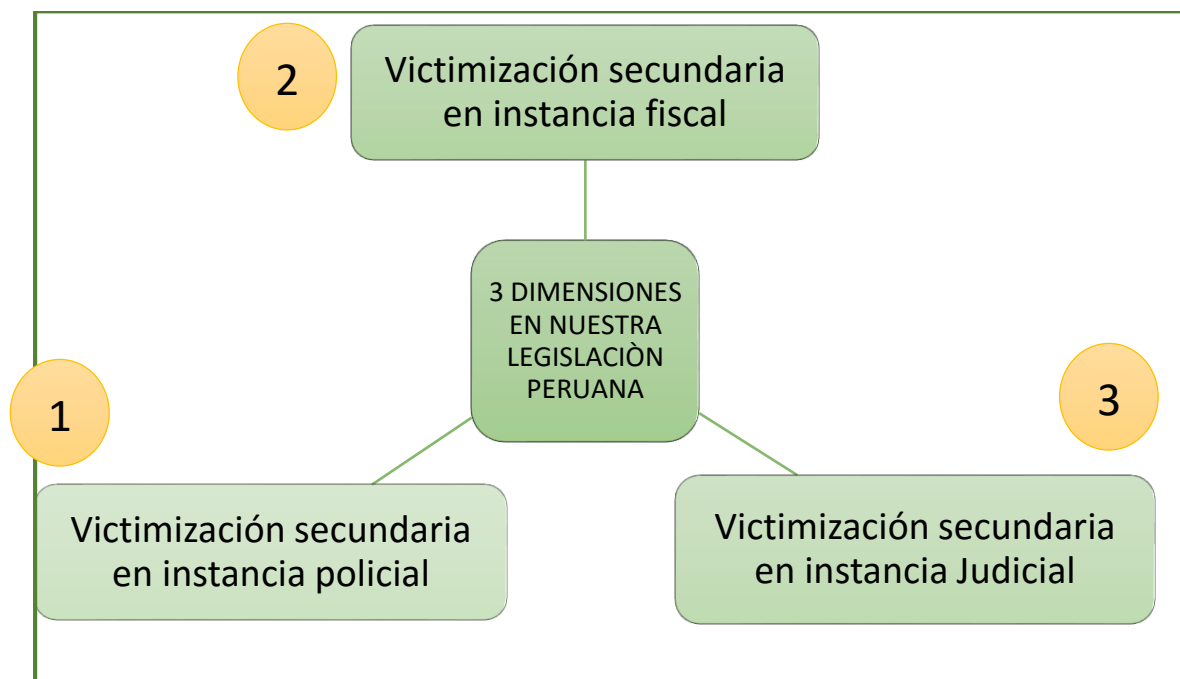 2
Victimización secundaria
en instancia fiscal
3 DIMENSIONES
EN NUESTRA
LEGISLACIÒN
PERUANA
1
Victimización secundaria
en instancia policial
3
Victimización secundaria
en instancia Judicial